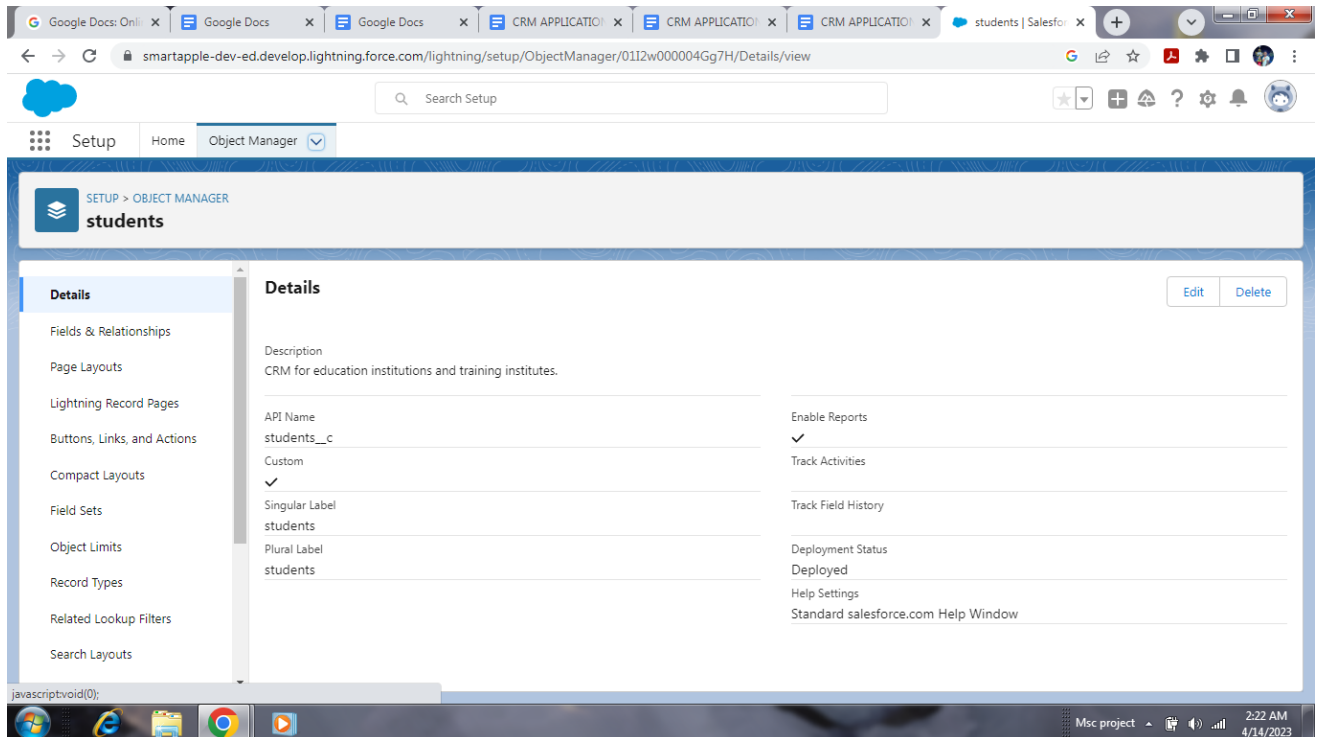 Google Docs: Onli
Google Docs
Google Docs
CRM APPLICATION
CRM APPLICATION
CRM APPLICATION
students | Salesfor
smartapple-dev-ed.develop.lightning.force.com/lightning/setup/ObjectManager/01I2w000004Gg7H/Details/view
Search Setup
Setup Home Object Manager
SETUP > OBJECT MANAGER
students
Details
Fields & Relationships
Page Layouts
Lightning Record Pages
Buttons, Links, and Actions
Compact Layouts
Field Sets
Object Limits
Record Types
Related Lookup Filters
Search Layouts
Details
Edit Delete
Description
CRM for education institutions and training institutes.
API Name
students__c
Custom
Singular Label
students
Plural Label
students
Enable Reports
Track Activities
Track Field History
Deployment Status
Deployed
Help Settings
Standard salesforce.com Help Window
javascript:void(0);
Msc project
2:22 AM
4/14/2023